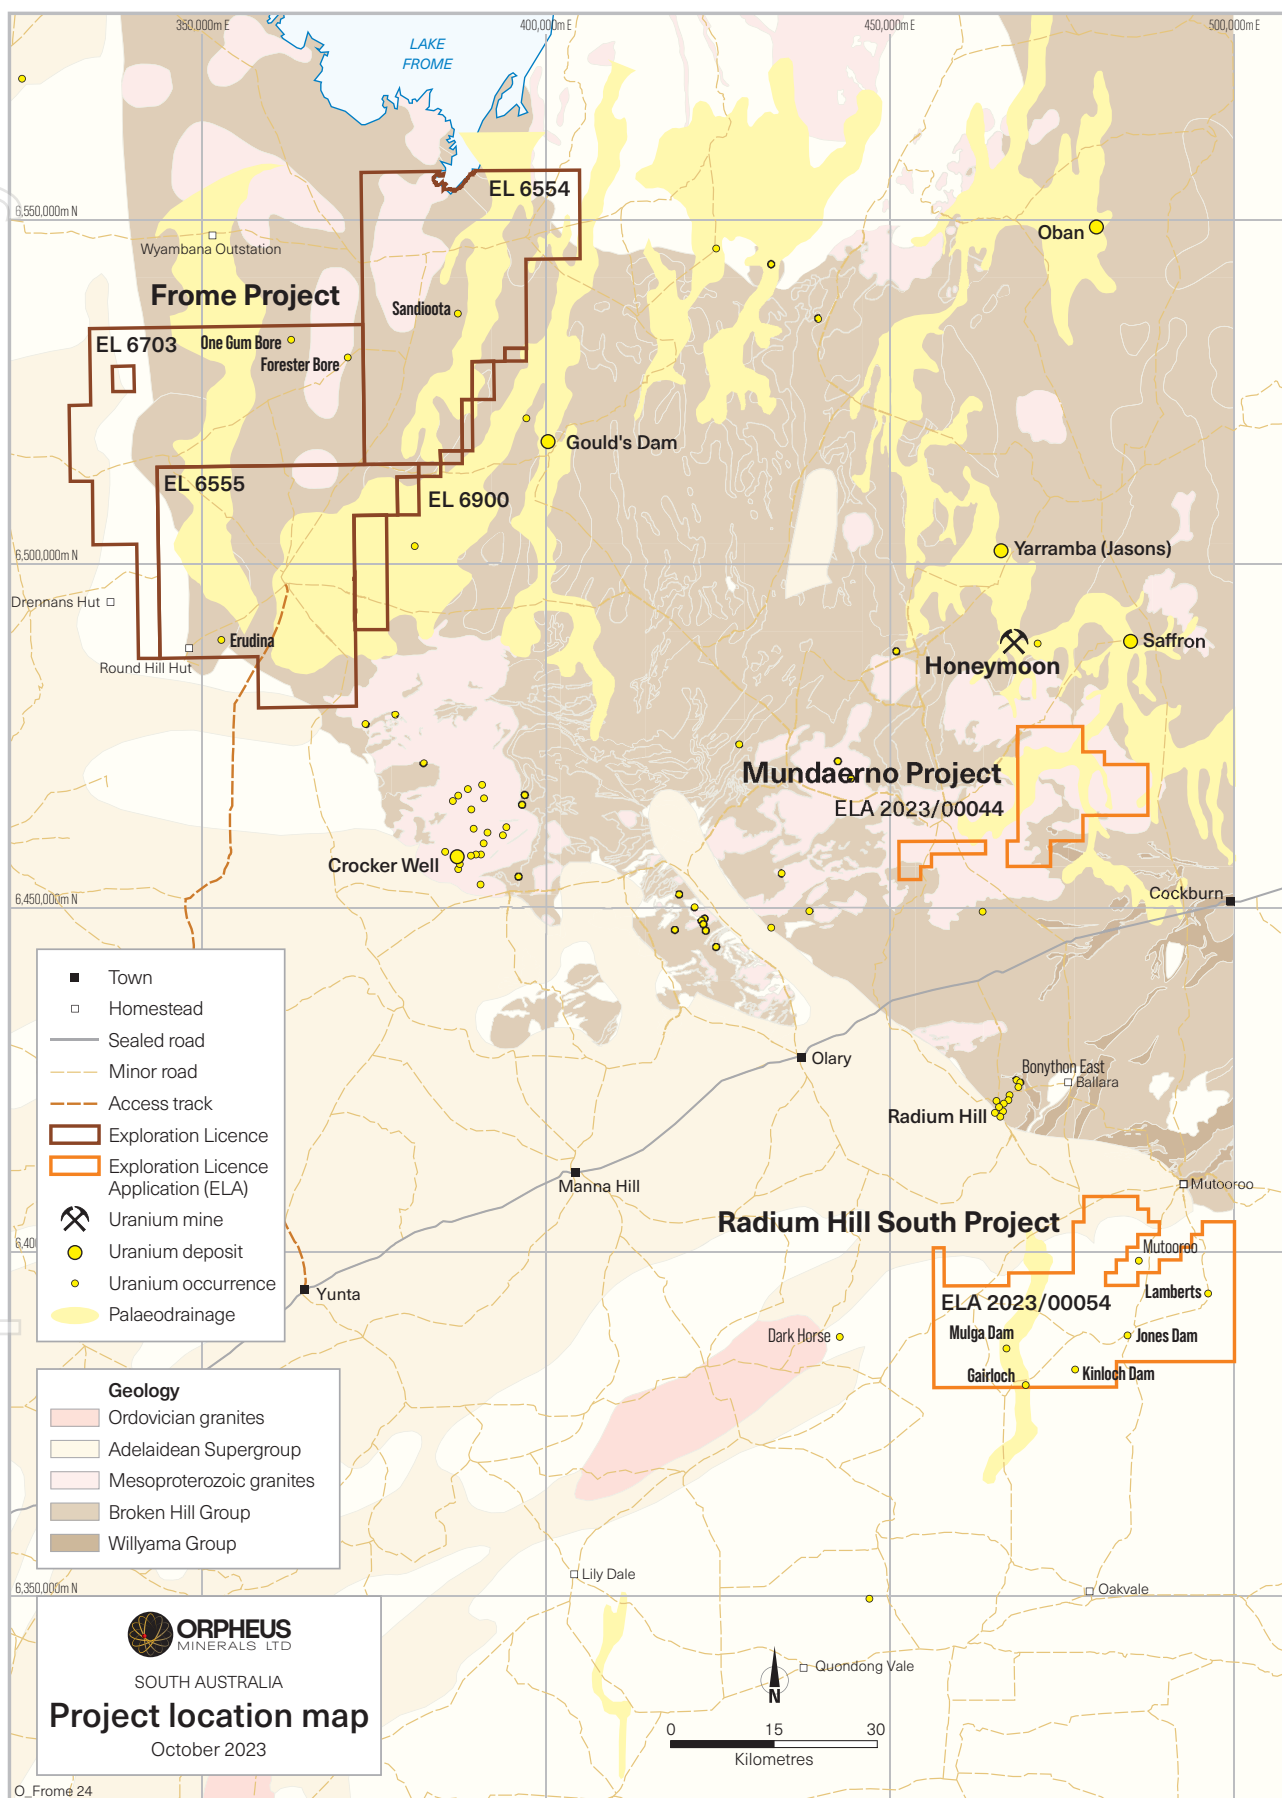 350,000m E
400,000m E
450,000m E
500,000m E
LAKE
FROME
EL 6554
6,550,000m N
Oban
Wyambana Outstation
Frome Project
Sandioota
EL 6703
One Gum Bore
Forester Bore
Gould's Dam
EL 6555
EL 6900
Yarramba (Jasons)
6,500,000m N
Drennans Hut
Erudina
Saffron
Round Hill Hut
Honeymoon
Mundaerno Project
ELA 2023/00044
Crocker Well
Cockburn
6,450,000m N
Town
Homestead
Sealed road
Minor road
Access track
Exploration Licence
Exploration Licence
Application (ELA)
Uranium mine
Uranium deposit
Uranium occurrence
Palaeodrainage
Olary
Bonython East
Ballara
Radium Hill
Manna Hill
Mutooroo
Radium Hill South Project
6,40
Mutooroo
Yunta
Lamberts
ELA 2023/00054
Mulga Dam
Jones Dam
Dark Horse
Gairloch
Kinloch Dam
Geology
Ordovician granites
Adelaidean Supergroup
Mesoproterozoic granites
Broken Hill Group
Willyama Group
Lily Dale
Oakvale
6,350,000m N
ORPHEUS
MINERALS LTD
SOUTH AUSTRALIA
Project location map
October 2023
Quondong Vale
N
0 15 30
Kilometres
O_Frome 24